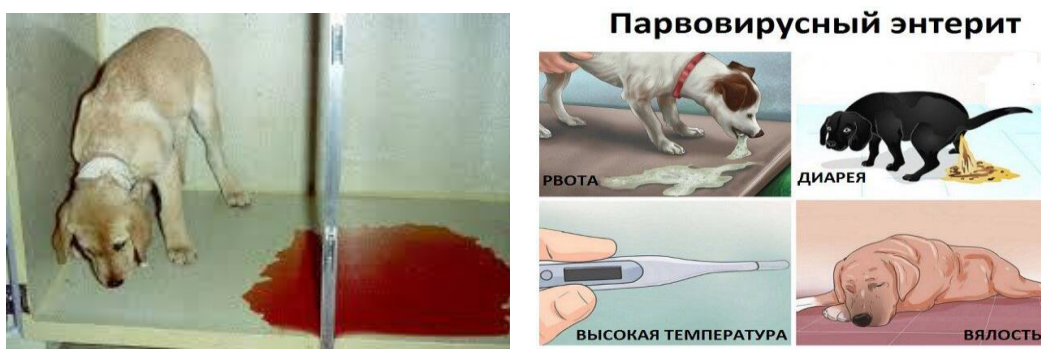 Парвовирусный энтерит
РВОТА
ДИАРЕЯ
ВЫСОКАЯ ТЕМПЕРАТУРА
ВЯЛОСТЬ